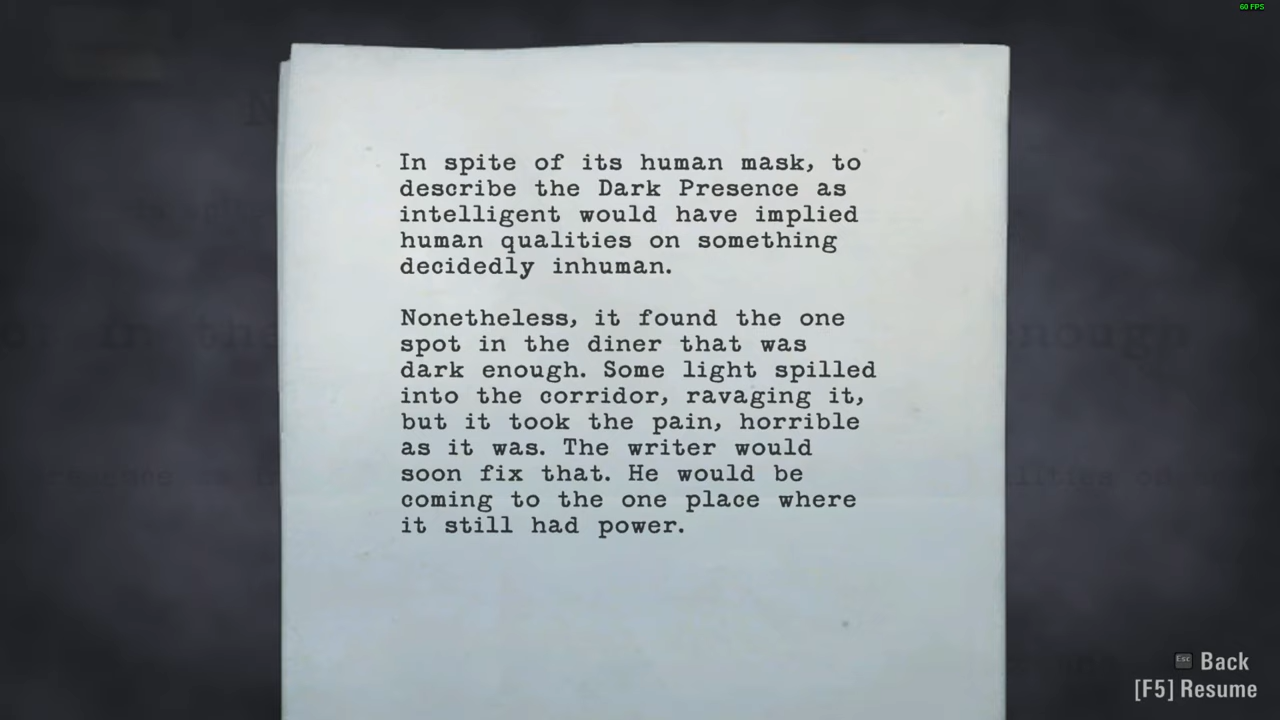 60 FPS
In spite of its human mask, to
describe the Dark Presence as
intelligent would have implied
human qualities on something
decidedly inhuman.
Nonetheless, it found the one
spot in the diner that was
dark enough. Some light spilled
into the corridor, ravaging it,
but it took the pain, horrible
as it was. The writer would
soon fix that. He would be
coming to the one place where
it still had power.
Esc Back
[F5] Resume